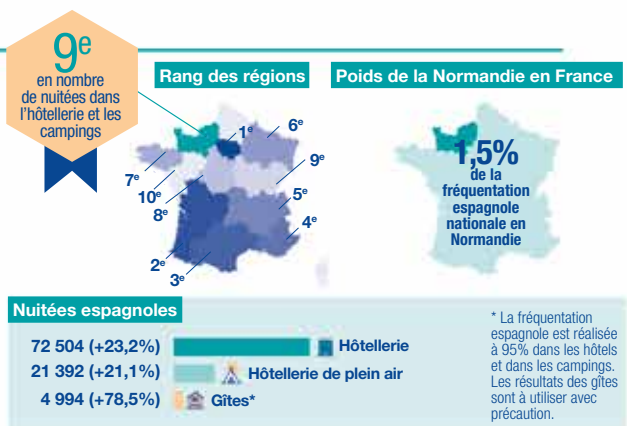 9e
en nombre
de nuitées dans
l'hôtellerie et les
campings
Rang des régions
1e
6e
7e
9e
10e
8e
5e
4e
2e
3e
Poids de la Normandie en France
1,5%
de la
fréquentation
espagnole
nationale en
Normandie
Nuitées espagnoles
72 504 (+23,2%) Hôtellerie
21 392 (+21,1%) Hôtellerie de plein air
4 994 (+78,5%) Gîtes*
* La fréquentation
espagnole est réalisée
à 95% dans les hôtels
et dans les campings.
Les résultats des gîtes
sont à utiliser avec
précaution.